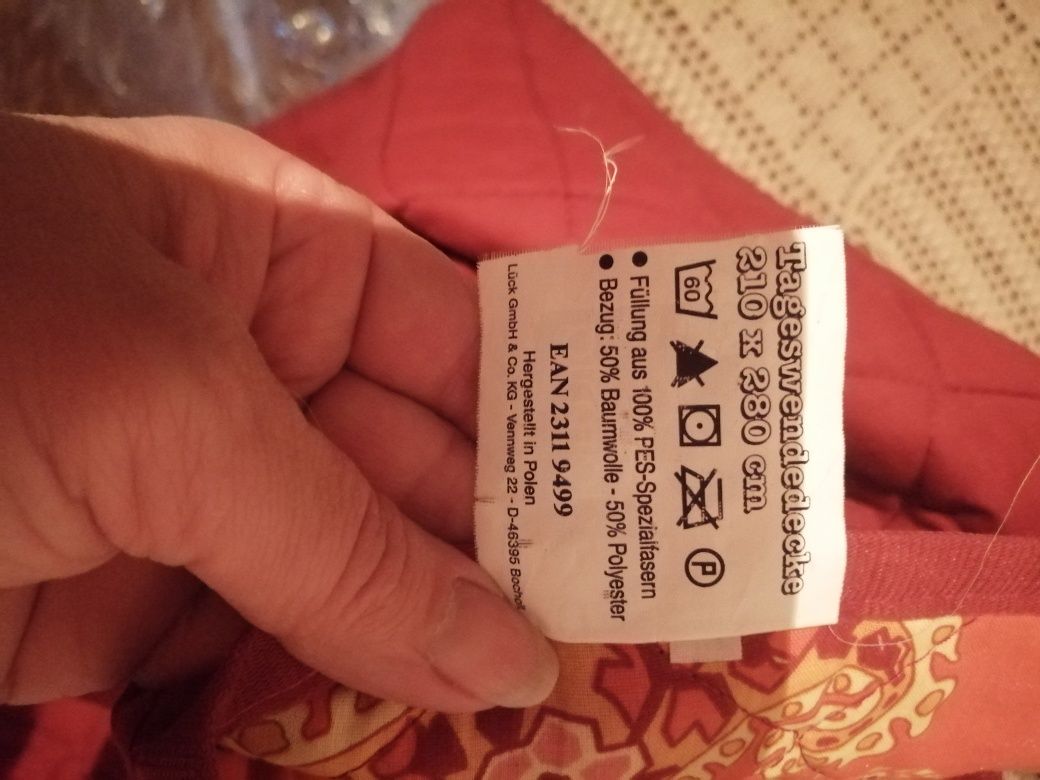 Tageswendedecke
210 x 280 cm
60 P
● Füllung aus 100% PES-Spezialfasern
● Bezug: 50% Baumwolle - 50% Polyester
EAN 2311 9499
Hergestellt in Polen
Lück GmbH & Co. KG - Vennweg 22 - D-46395 Bocholt